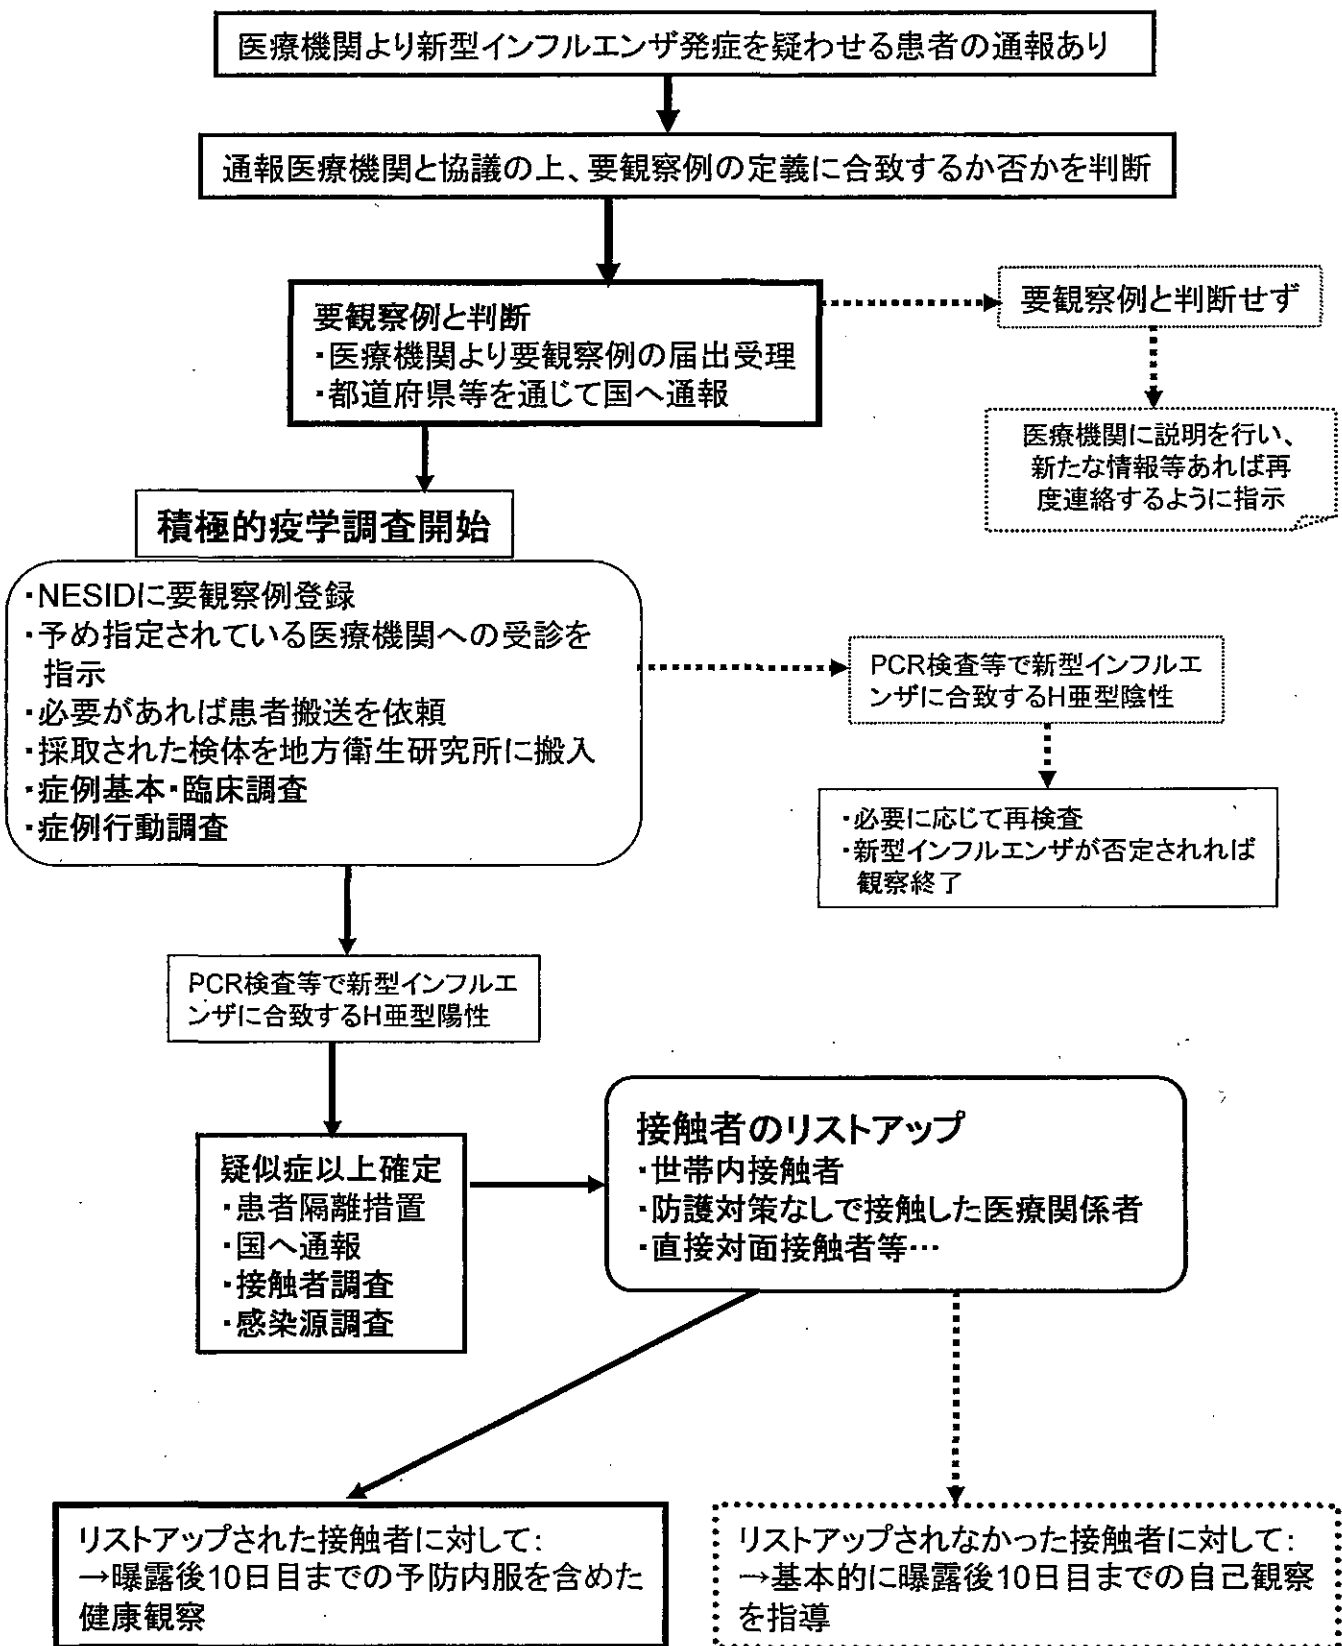 医療機関より新型インフルエンザ発症を疑わせる患者の通報あり
通報医療機関と協議の上、要観察例の定義に合致するか否かを判断
要観察例と判断
・医療機関より要観察例の届出受理
・都道府県等を通じて国へ通報
要観察例と判断せず
医療機関に説明を行い、
新たな情報等あれば再
度連絡するように指示
積極的疫学調査開始
・NESIDに要観察例登録
・予め指定されている医療機関への受診を
指示
・必要があれば患者搬送を依頼
・採取された検体を地方衛生研究所に搬入
・症例基本・臨床調査
・症例行動調査
PCR検査等で新型インフルエ
ンザに合致するH亜型陰性
・必要に応じて再検査
・新型インフルエンザが否定されれば
観察終了
PCR検査等で新型インフルエ
ンザに合致するH亜型陽性
疑似症以上確定
・患者隔離措置
・国へ通報
・接触者調査
・感染源調査
接触者のリストアップ
・世帯内接触者
・防護対策なしで接触した医療関係者
・直接対面接触者等…
リストアップされた接触者に対して：
→曝露後10日目までの予防内服を含めた
健康観察
リストアップされなかった接触者に対して：
→基本的に曝露後10日目までの自己観察
を指導